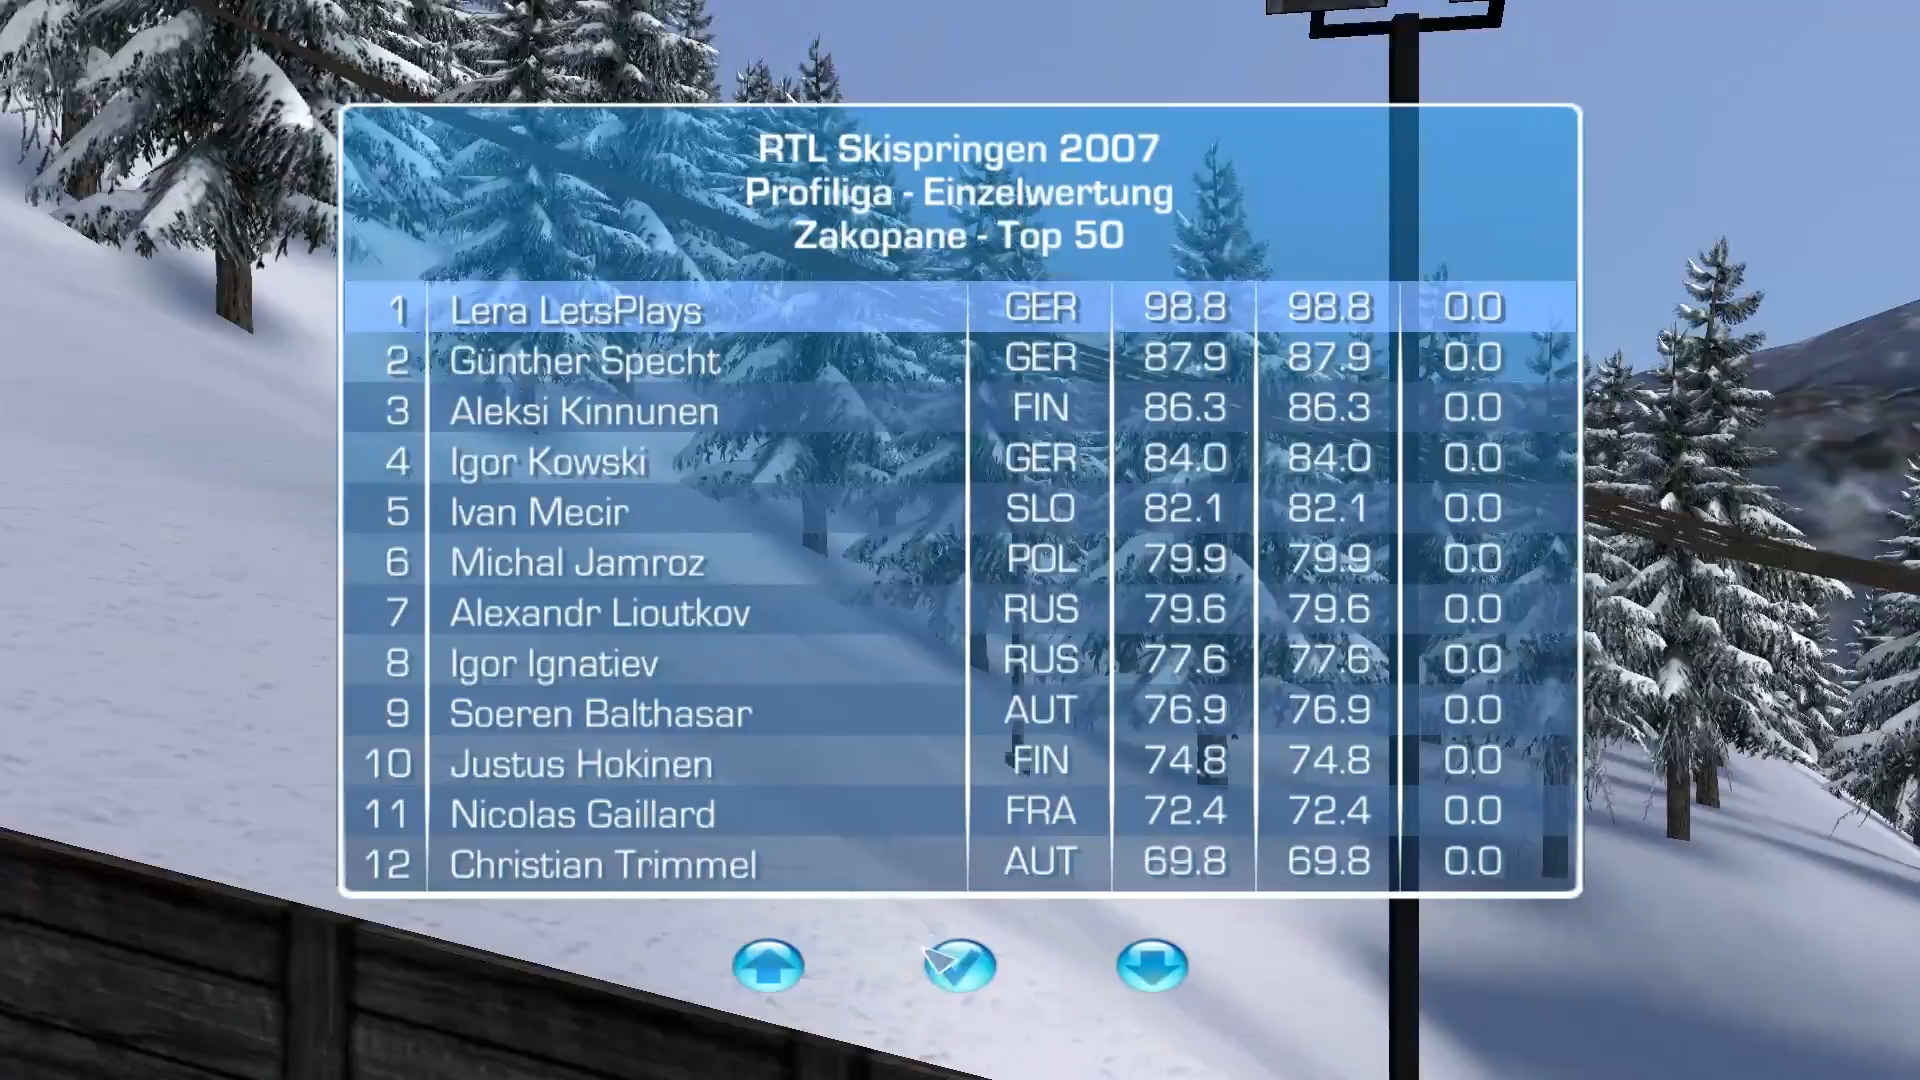 RTL Skispringen 2007
Profiliga - Einzelwertung
Zakopane - Top 50
1 Lera LetsPlays GER 98.8 98.8 0.0
2 Günther Specht GER 87.9 87.9 0.0
3 Aleksi Kinnunen FIN 86.3 86.3 0.0
4 Igor Kowski GER 84.0 84.0 0.0
5 Ivan Mecir SLO 82.1 82.1 0.0
6 Michal Jamroz POL 79.9 79.9 0.0
7 Alexandr Lioutkov RUS 79.6 79.6 0.0
8 Igor Ignatiev RUS 77.6 77.6 0.0
9 Soeren Balthasar AUT 76.9 76.9 0.0
10 Justus Hokinen FIN 74.8 74.8 0.0
11 Nicolas Gaillard FRA 72.4 72.4 0.0
12 Christian Trimmel AUT 69.8 69.8 0.0